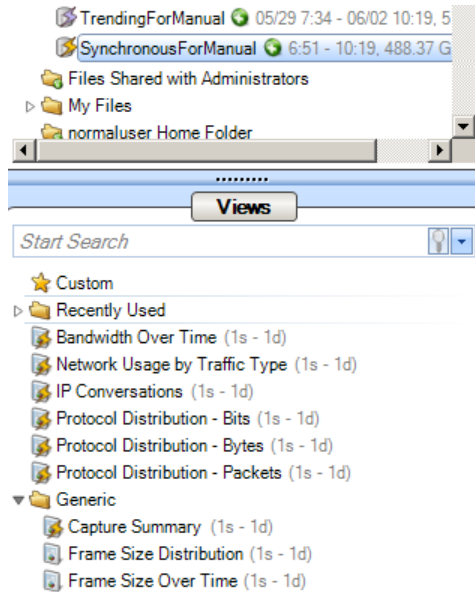 TrendingForManual 05/29 7:34 - 06/02 10:19, 5
SynchronousForManual 6:51 - 10:19, 488.37 G
Files Shared with Administrators
My Files
normaluser Home Folder
Views
Start Search
Custom
Recently Used
Bandwidth Over Time (1s - 1d)
Network Usage by Traffic Type (1s - 1d)
IP Conversations (1s - 1d)
Protocol Distribution - Bits (1s - 1d)
Protocol Distribution - Bytes (1s - 1d)
Protocol Distribution - Packets (1s - 1d)
Generic
Capture Summary (1s - 1d)
Frame Size Distribution (1s - 1d)
Frame Size Over Time (1s - 1d)